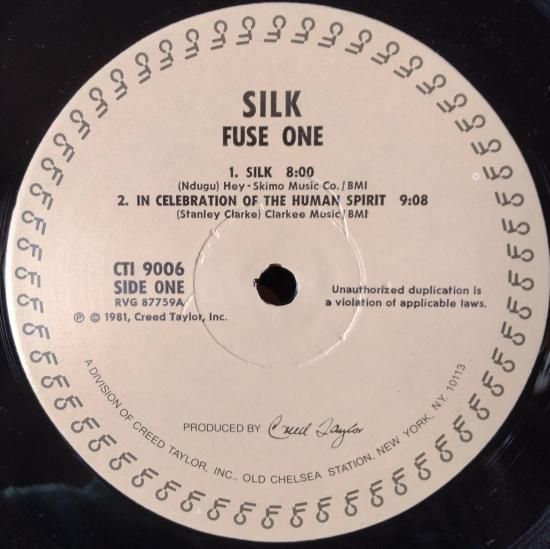 SILK
FUSE ONE
1. SILK 8:00
(Ndugu) Hey-Skimo Music Co./BMI
2. IN CELEBRATION OF THE HUMAN SPIRIT 9:08
(Stanley Clarke) Clarkee Music/BMI
CTI 9006
SIDE ONE
RVG 87759A
℗ © 1981, Creed Taylor, Inc.
Unauthorized duplication is
a violation of applicable laws.
PRODUCED BY Creed Taylor
A DIVISION OF CREED TAYLOR, INC., OLD CHELSEA STATION, NEW YORK, N.Y. 10113